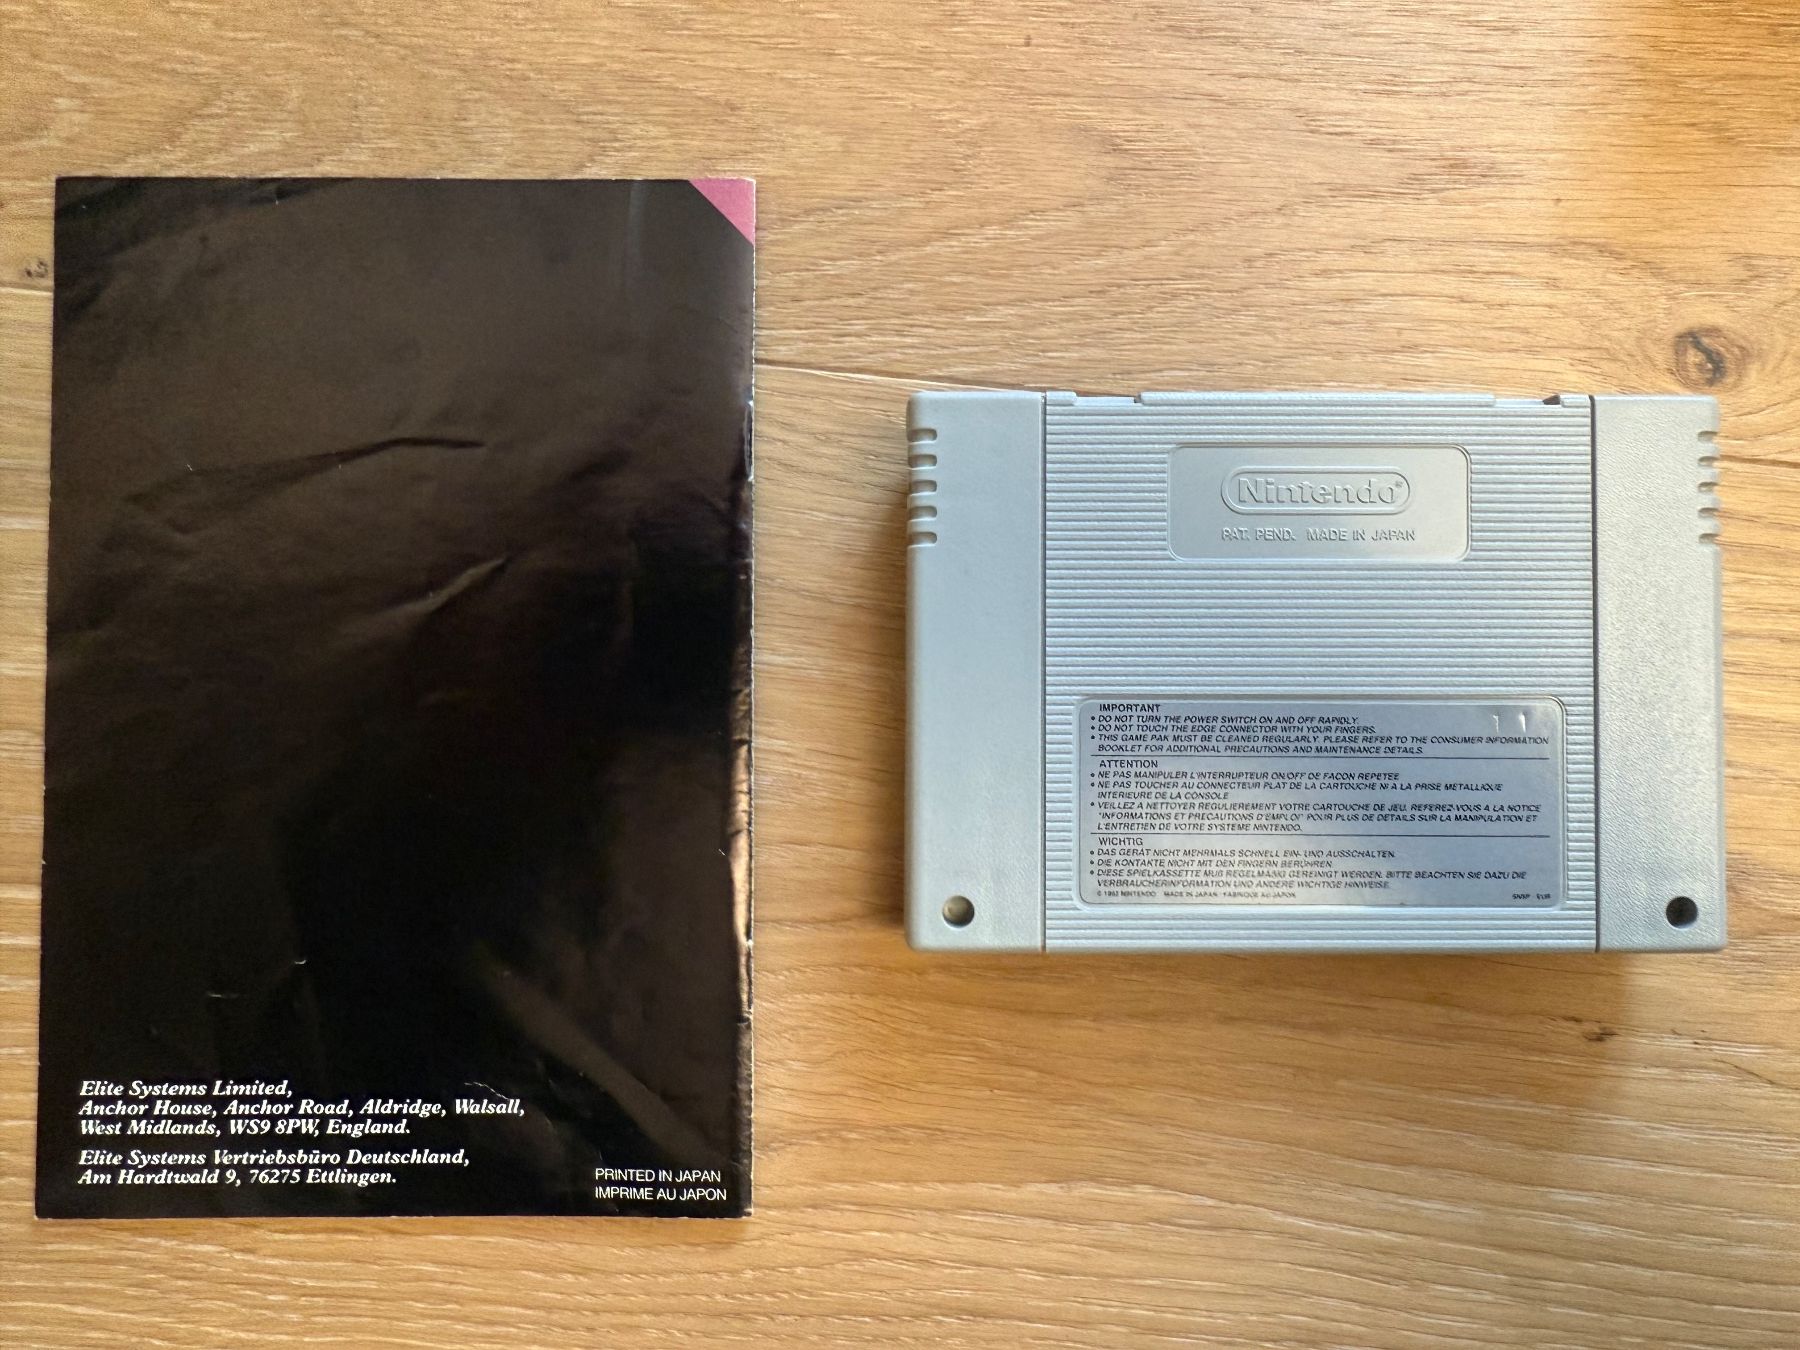 Elite Systems Limited,
Anchor House, Anchor Road, Aldridge, Walsall,
West Midlands, WS9 8PW, England.
Elite Systems Vertriebsbüro Deutschland,
Am Hardtwald 9, 76275 Ettlingen.
PRINTED IN JAPAN
IMPRIME AU JAPON
Nintendo®
PAT. PEND. MADE IN JAPAN
IMPORTANT
• DO NOT TURN THE POWER SWITCH ON AND OFF RAPIDLY.
• DO NOT TOUCH THE EDGE CONNECTOR WITH YOUR FINGERS.
• THIS GAME PAK MUST BE CLEANED REGULARLY. PLEASE REFER TO THE CONSUMER INFORMATION
BOOKLET FOR ADDITIONAL PRECAUTIONS AND MAINTENANCE DETAILS.
ATTENTION
• NE PAS MANIPULER L'INTERRUPTEUR ON/OFF DE FACON REPETEE
• NE PAS TOUCHER AU CONNECTEUR PLAT DE LA CARTOUCHE NI A LA PRISE METALLIQUE
INTERIEURE DE LA CONSOLE
• VEILLEZ A NETTOYER REGULIEREMENT VOTRE CARTOUCHE DE JEU. REFEREZ-VOUS A LA NOTICE
"INFORMATIONS ET PRECAUTIONS D'EMPLOI" POUR PLUS DE DETAILS SUR LA MANIPULATION ET
L'ENTRETIEN DE VOTRE SYSTEME NINTENDO.
WICHTIG
• DAS GERÄT NICHT MEHRMALS SCHNELL EIN- UND AUSSCHALTEN.
• DIE KONTAKTE NICHT MIT DEN FINGERN BERÜHREN.
• DIESE SPIELKASSETTE MUß REGELMÄßIG GEREINIGT WERDEN. BITTE BEACHTEN SIE DAZU DIE
VERBRAUCHERINFORMATION UND ANDERE WICHTIGE HINWEISE.
© 1992 NINTENDO MADE IN JAPAN FABRIQUE AU JAPON
11